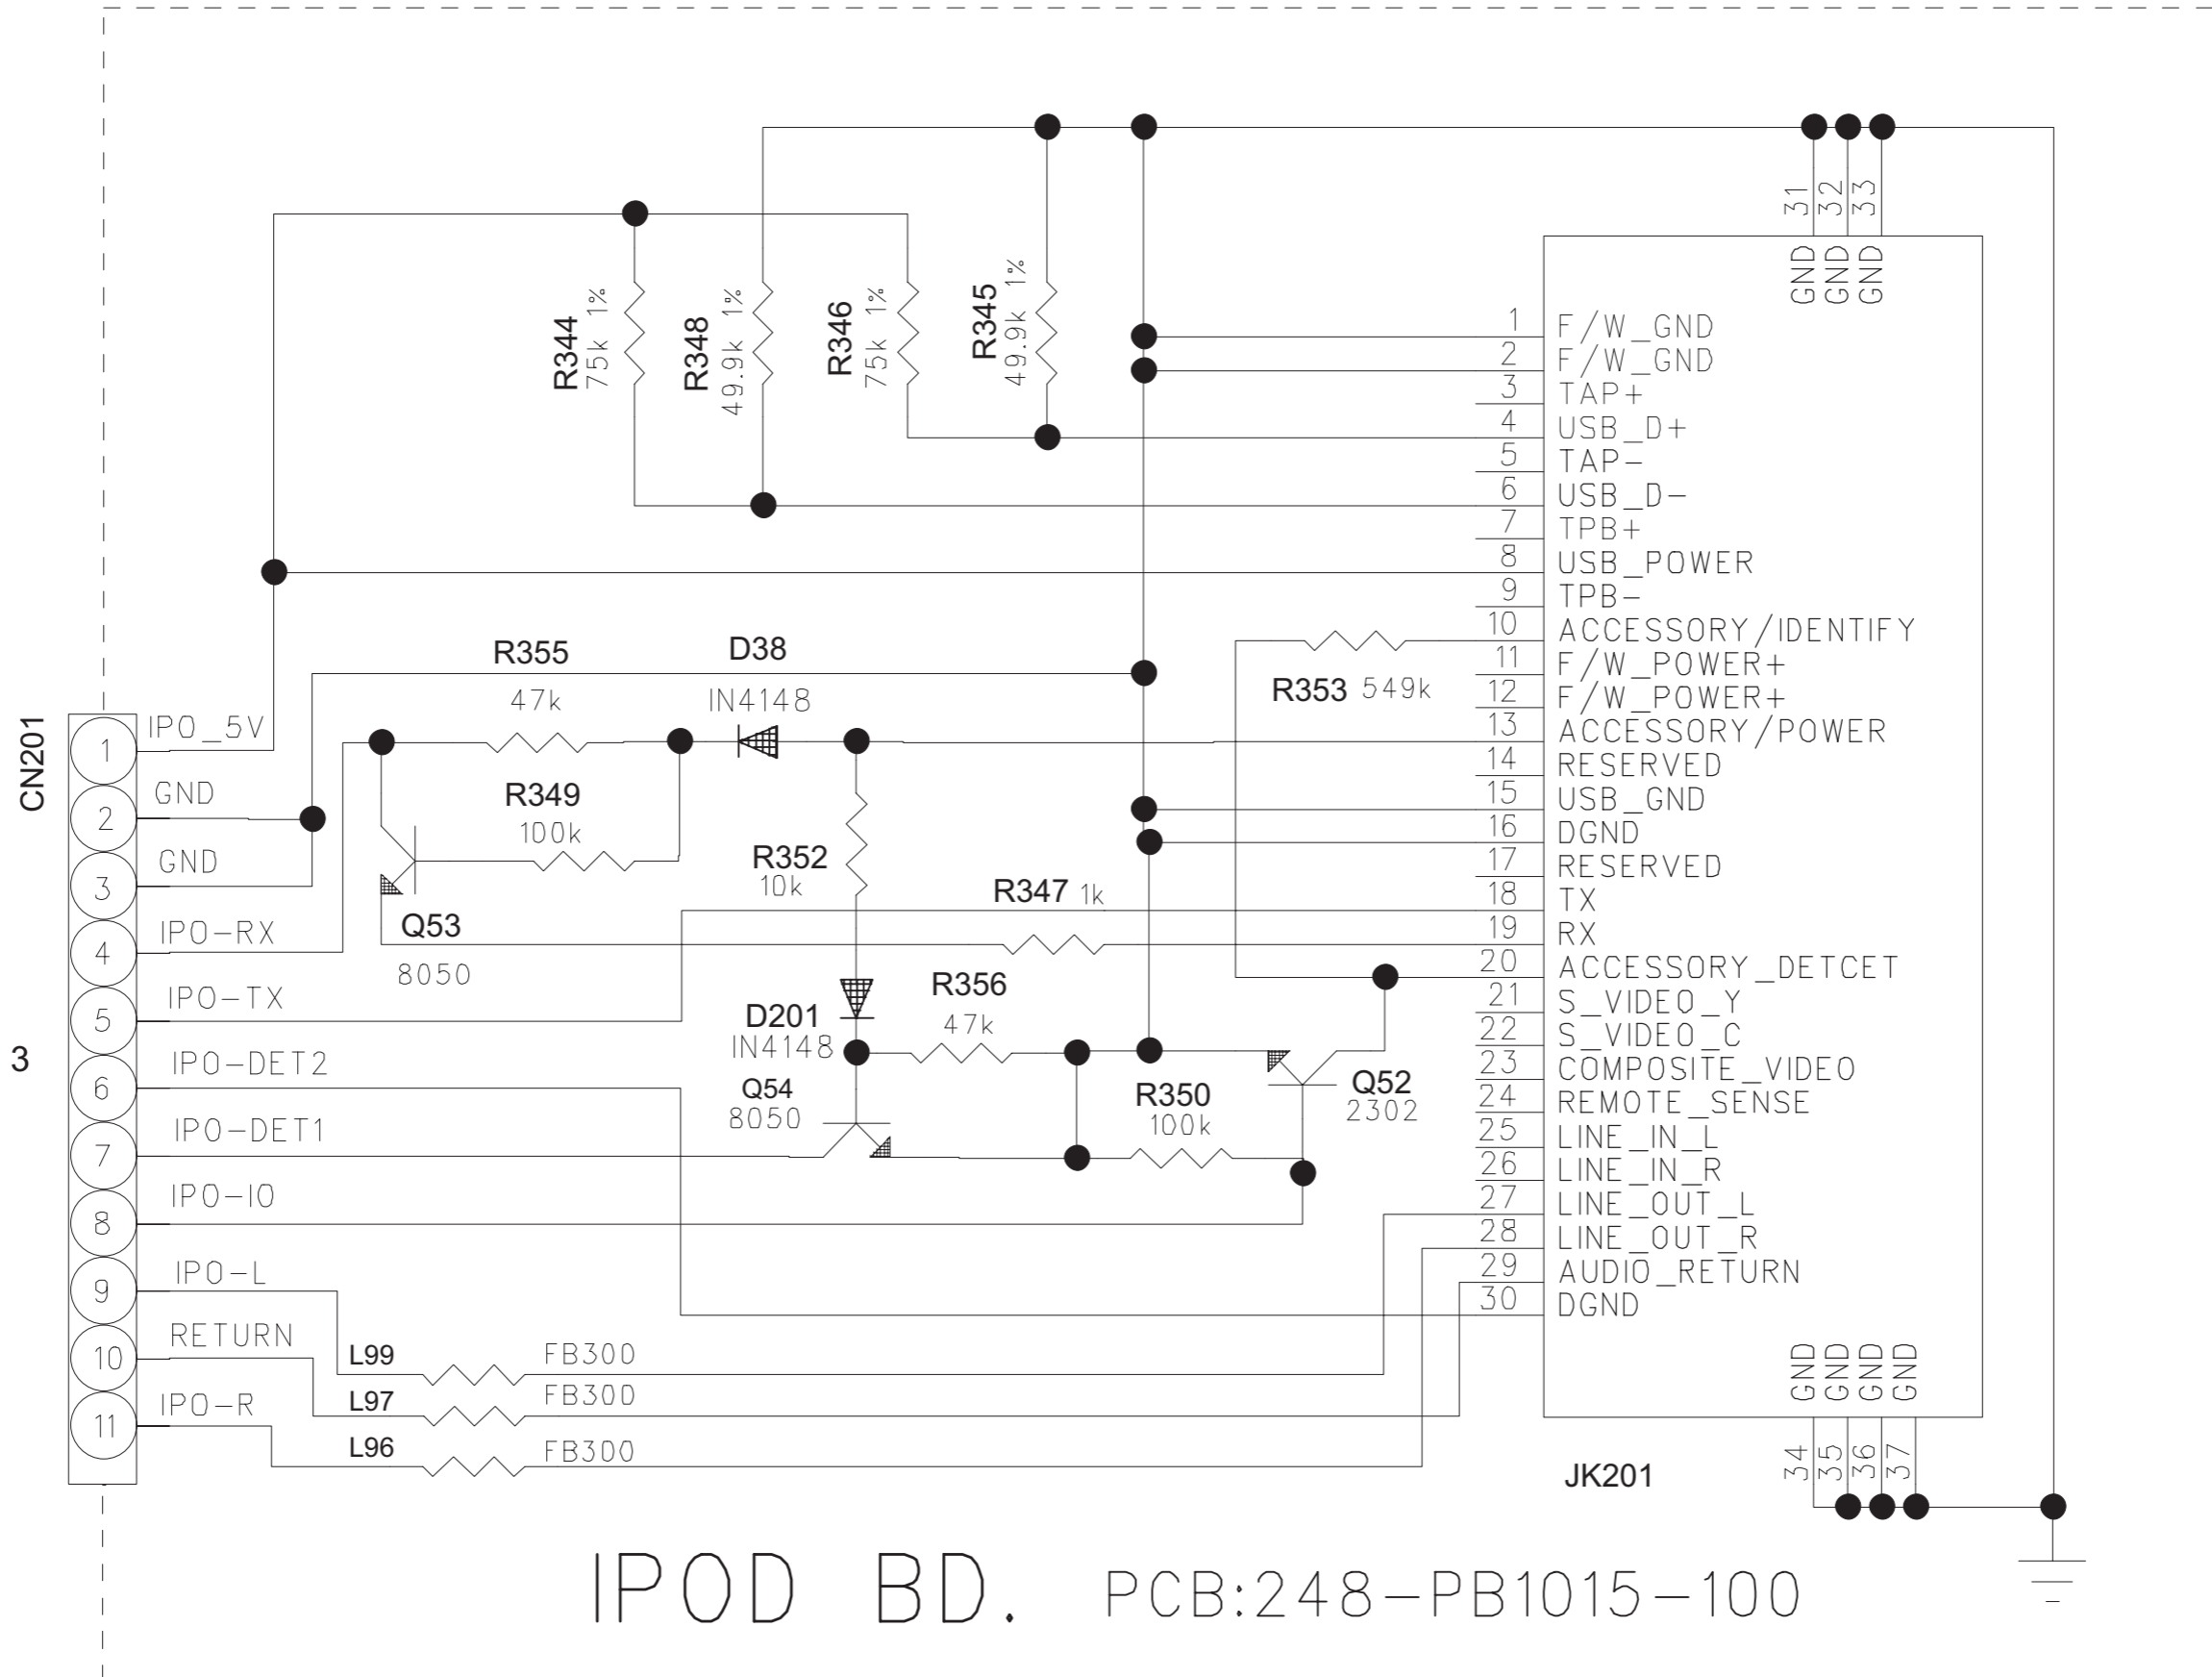 31
32
33
GND
GND
GND
R344
75k 1%
R348
49.9k 1%
R346
75k 1%
R345
49.9k 1%
1 F/W_GND
2 F/W_GND
3 TAP+
4 USB_D+
5 TAP-
6 USB_D-
7 TPB+
8 USB_POWER
9 TPB-
10 ACCESSORY/IDENTIFY
11 F/W_POWER+
12 F/W_POWER+
13 ACCESSORY/POWER
14 RESERVED
15 USB_GND
16 DGND
17 RESERVED
18 TX
19 RX
20 ACCESSORY_DETCET
21 S_VIDEO_Y
22 S_VIDEO_C
23 COMPOSITE_VIDEO
24 REMOTE_SENSE
25 LINE_IN_L
26 LINE_IN_R
27 LINE_OUT_L
28 LINE_OUT_R
29 AUDIO_RETURN
30 DGND
R355
47k
D38
IN4148
R353 549k
CN201
1 IPO_5V
2 GND
3 GND
4 IPO-RX
5 IPO-TX
6 IPO-DET2
7 IPO-DET1
8 IPO-IO
9 IPO-L
10 RETURN
11 IPO-R
3
R349
100k
R352
10k
R347 1k
Q53
8050
R356
47k
D201
IN4148
Q54
8050
R350
100k
Q52
2302
L99 FB300
L97 FB300
L96 FB300
GND
GND
GND
GND
34
35
36
37
JK201
IPOD BD. PCB:248-PB1015-100